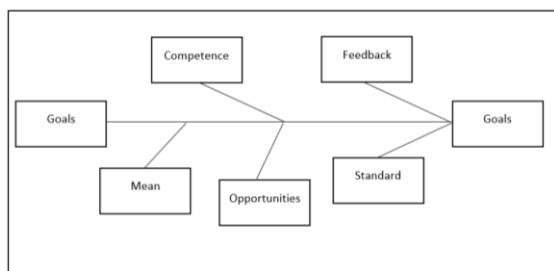 Competence
Feedback
Goals
Goals
Mean
Opportunities
Standard